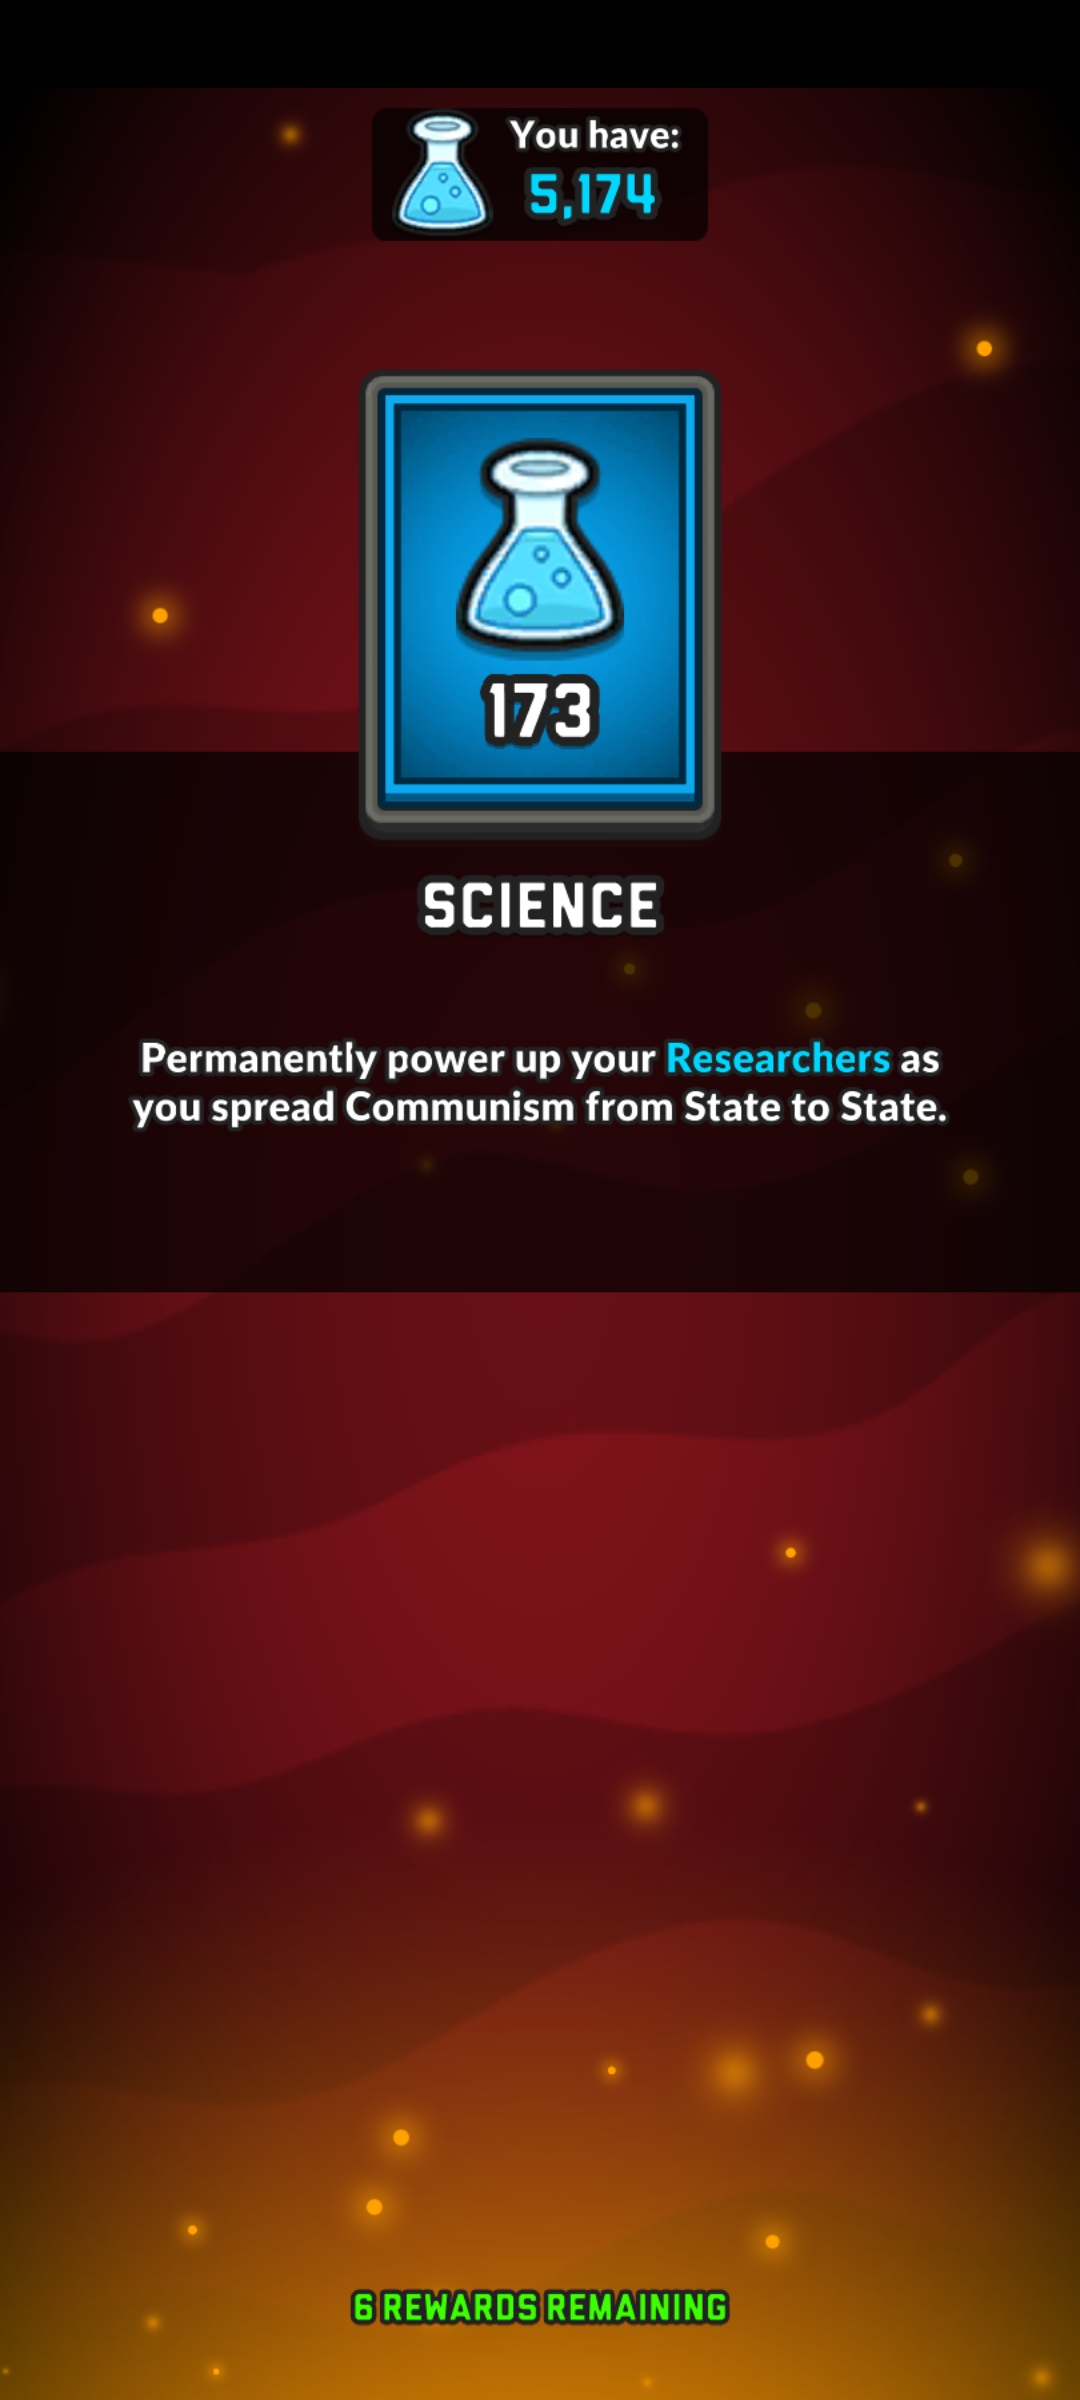 You have:
5,174
173
SCIENCE
Permanently power up your Researchers as
you spread Communism from State to State.
6 REWARDS REMAINING